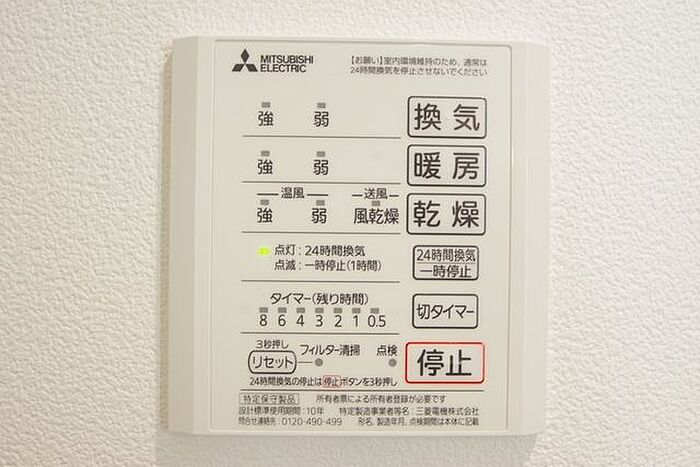 MITSUBISHI
ELECTRIC
【お願い】室内環境維持のため、通常は
24時間換気を停止させないでください
強 弱 換気
強 弱 暖房
温風 送風
強 弱 風乾燥 乾燥
点灯：24時間換気
点滅：一時停止(1時間)
24時間換気
一時停止
タイマー(残り時間)
8 6 4 3 2 1 0.5
切タイマー
3秒押し
リセット フィルター清掃 点検
停止
24時間換気の停止は停止ボタンを3秒押し
特定保守製品 所有者票による所有者登録が必要です
設計標準使用期間：10年 特定製造事業者等名：三菱電機株式会社
問合せ連絡先：0120-490-499 形名、製造年月、点検期間は本体に記載